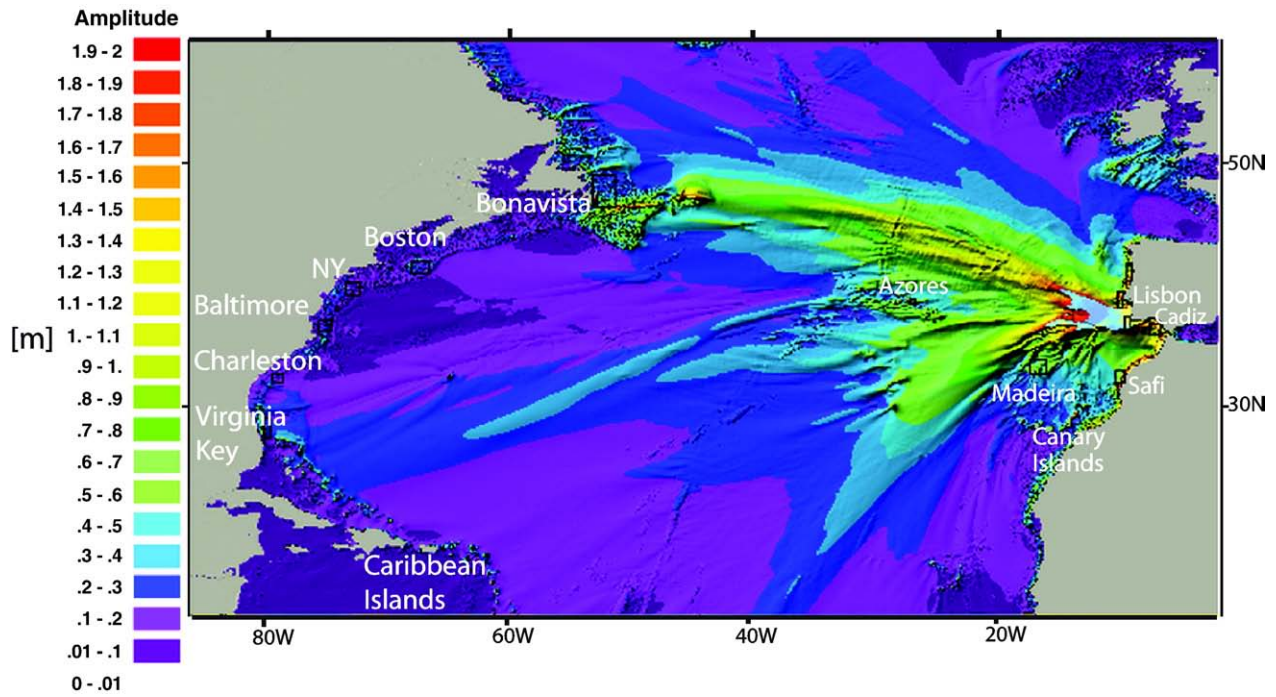 Amplitude
1.9 - 2
1.8 - 1.9
1.7 - 1.8
1.6 - 1.7
1.5 - 1.6
1.4 - 1.5
1.3 - 1.4
1.2 - 1.3
1.1 - 1.2
1. - 1.1
.9 - 1.
.8 - .9
.7 - .8
.6 - .7
.5 - .6
.4 - .5
.3 - .4
.2 - .3
.1 - .2
.01 - .1
0 - .01
[m]
Bonavista
Boston
NY
Baltimore
Charleston
Virginia
Key
Caribbean
Islands
Azores
Lisbon
Cadiz
Madeira
Safi
Canary
Islands
50N
30N
80W
60W
40W
20W